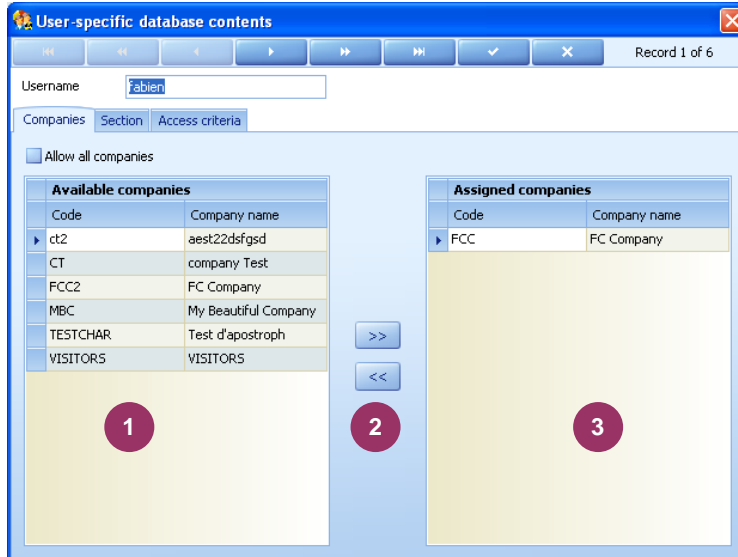 User-specific database contents
Record 1 of 6
Username fabien
Companies Section Access criteria
Allow all companies
Available companies Assigned companies
Code Company name Code Company name
ct2 aest22dsfgsd FCC FC Company
CT company Test
FCC2 FC Company
MBC My Beautiful Company
TESTCHAR Test d'apostroph
>>
VISITORS VISITORS
<<
1 2 3